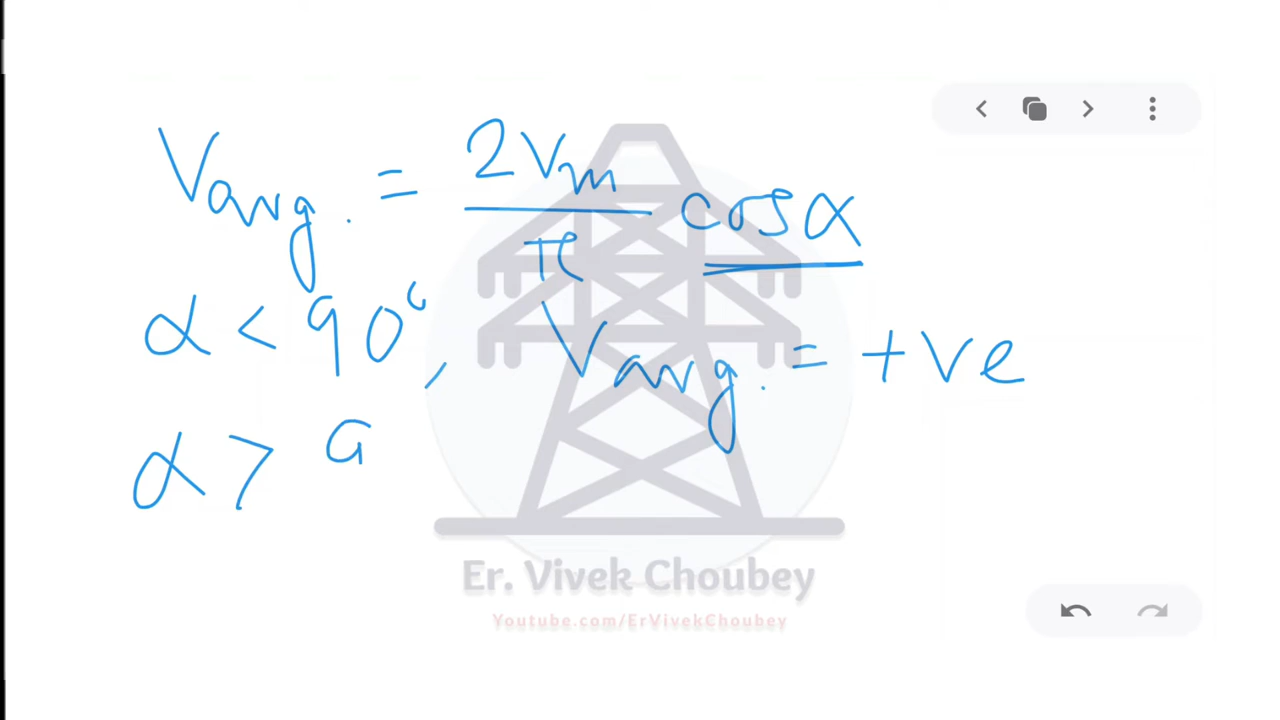 Vavg. = 2Vm/π cosα
α < 90°, Vavg. = +ve
α > 9
Er. Vivek Choubey
Youtube.com/ErVivekChoubey